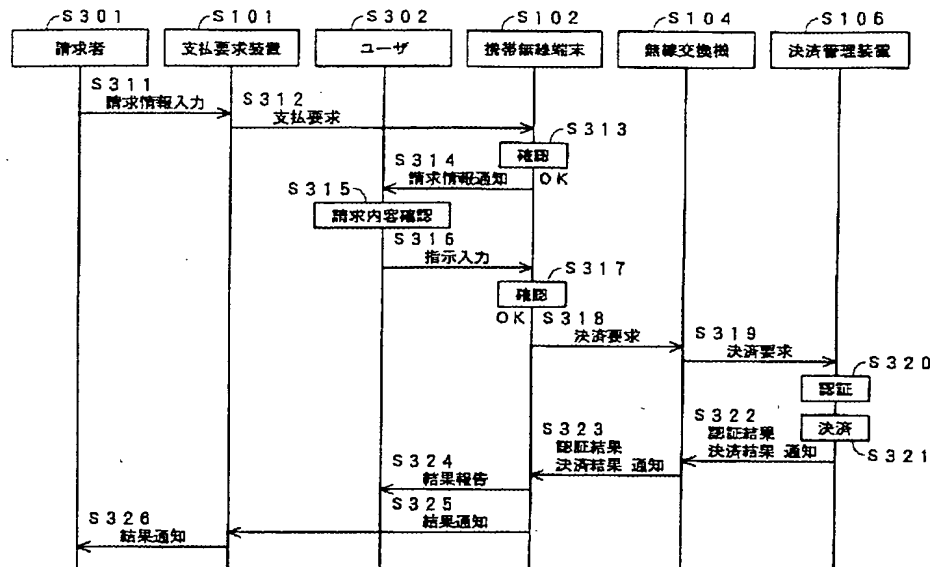 S301 S101 S302 S102 S104 S106
請求者 支払要求装置 ユーザ 携帯無線端末 無線交換機 決済管理装置
S311
請求情報入力
S312
支払要求
S313
確認
OK
S314
請求情報通知
S315
請求内容確認
S316
指示入力
S317
確認
OK
S318
決済要求
S319
決済要求
S320
認証
決済
S321
S322
認証結果
決済結果 通知
S323
認証結果
決済結果 通知
S324
結果報告
S325
結果通知
S326
結果通知